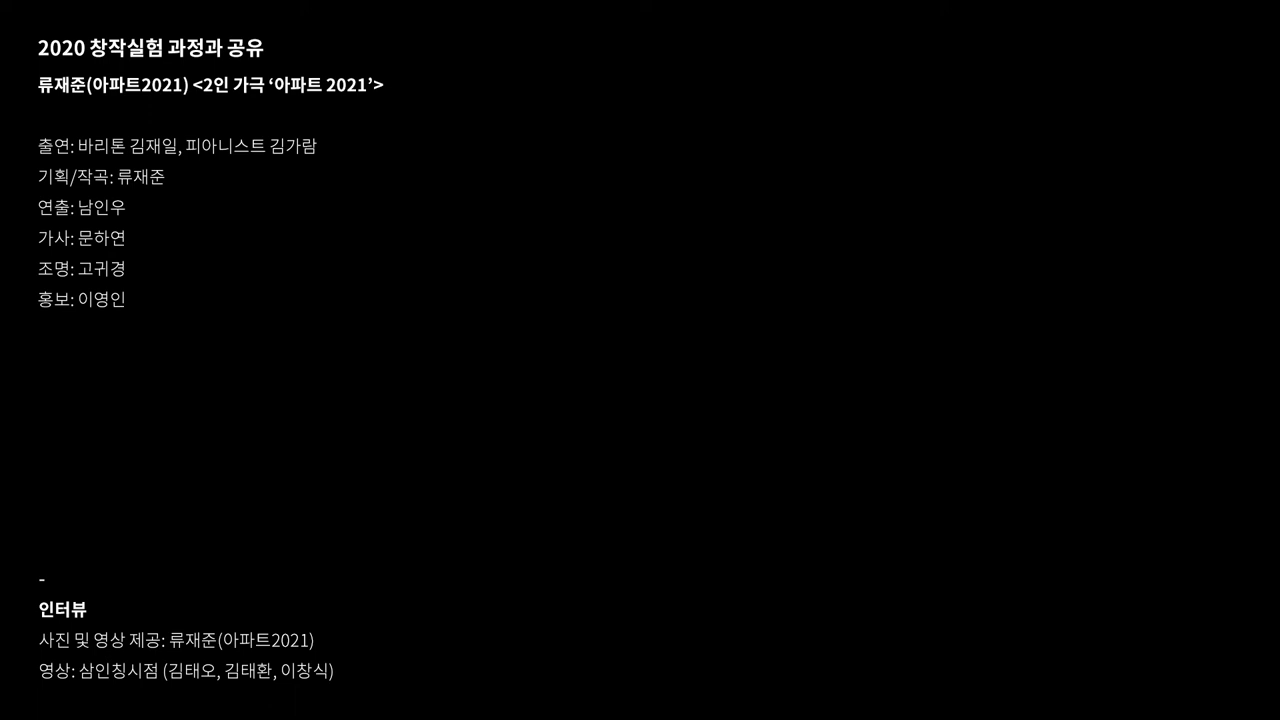 2020 창작실험 과정과 공유
류재준(아파트2021) <2인 가극 ‘아파트 2021’>
출연: 바리톤 김재일, 피아니스트 김가람
기획/작곡: 류재준
연출: 남인우
가사: 문하연
조명: 고귀경
홍보: 이영인
-
인터뷰
사진 및 영상 제공: 류재준(아파트2021)
영상: 삼인칭시점 (김태오, 김태환, 이창식)